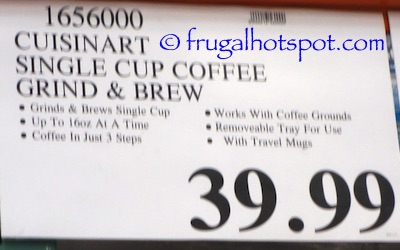 1656000
CUISINART
© frugalhotspot.com
SINGLE CUP COFFEE
GRIND & BREW
• Grinds & Brews Single Cup
• Up To 16oz At A Time
• Coffee In Just 3 Steps
• Works With Coffee Grounds
• Removeable Tray For Use
• With Travel Mugs
39.99